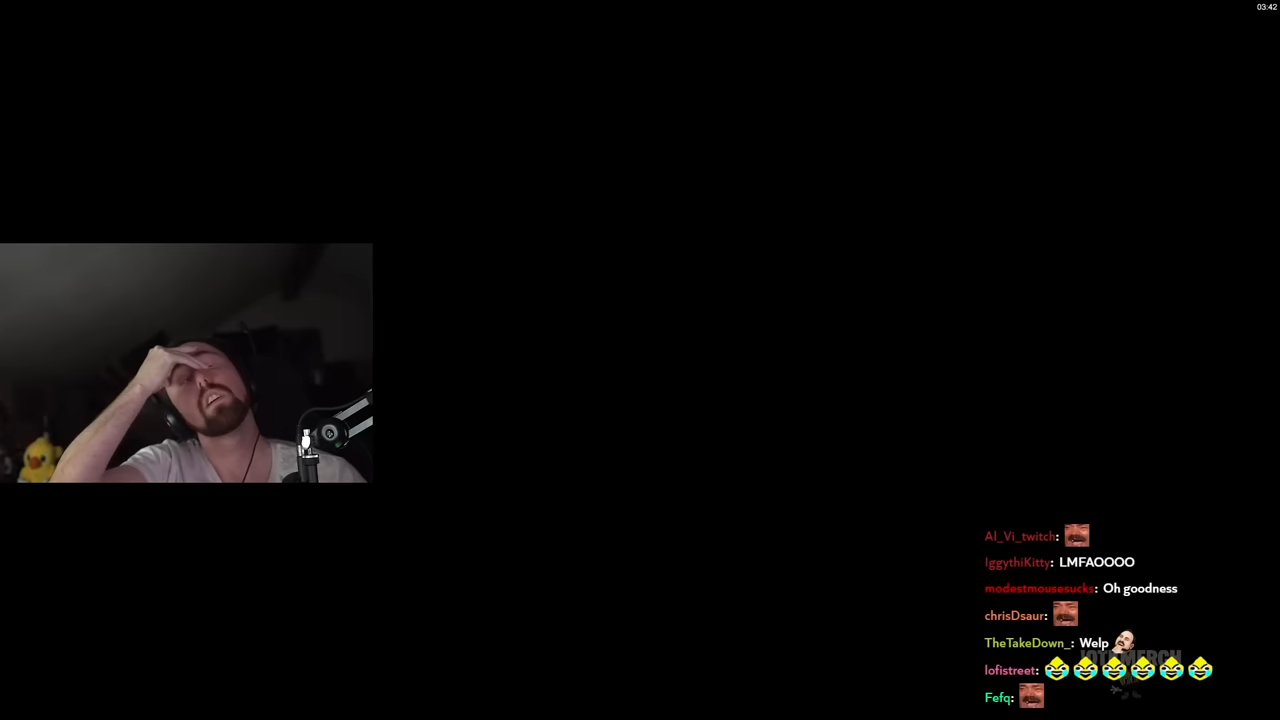 03:42
Al_Vi_twitch:
IggythiKitty: LMFAOOOO
modestmousesucks: Oh goodness
chrisDsaur:
TheTakeDown_: Welp
lofistreet:
Fefq: